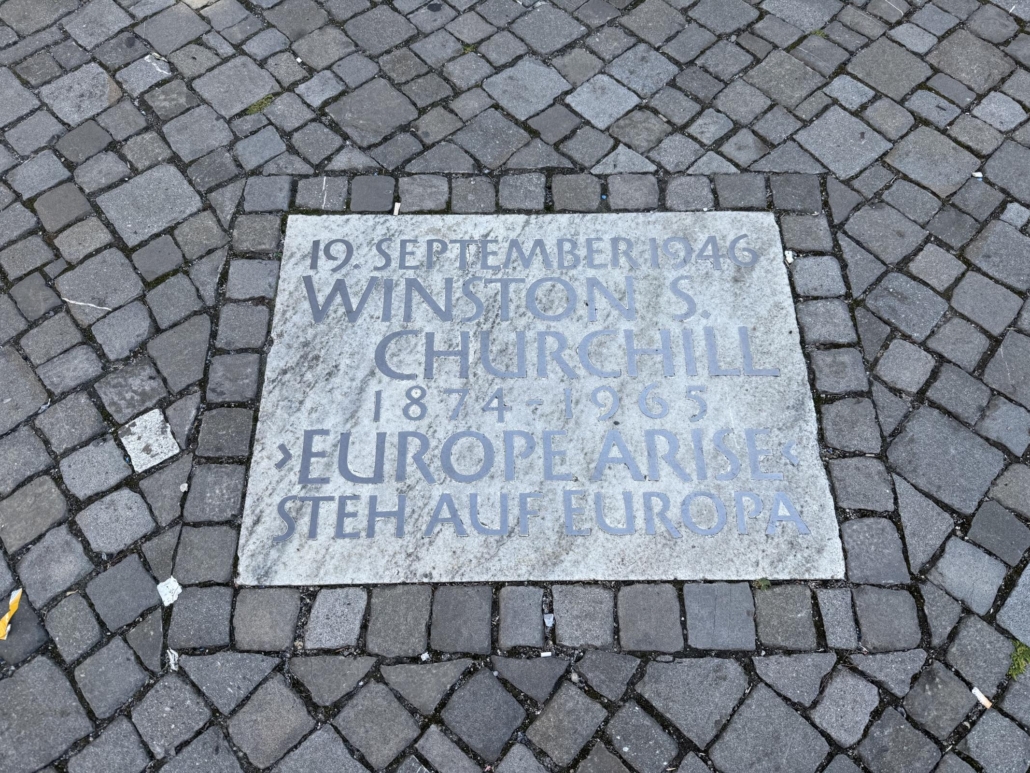 19. SEPTEMBER 1946
WINSTON S.
CHURCHILL
1874-1965
›EUROPE ARISE‹
STEH AUF EUROPA